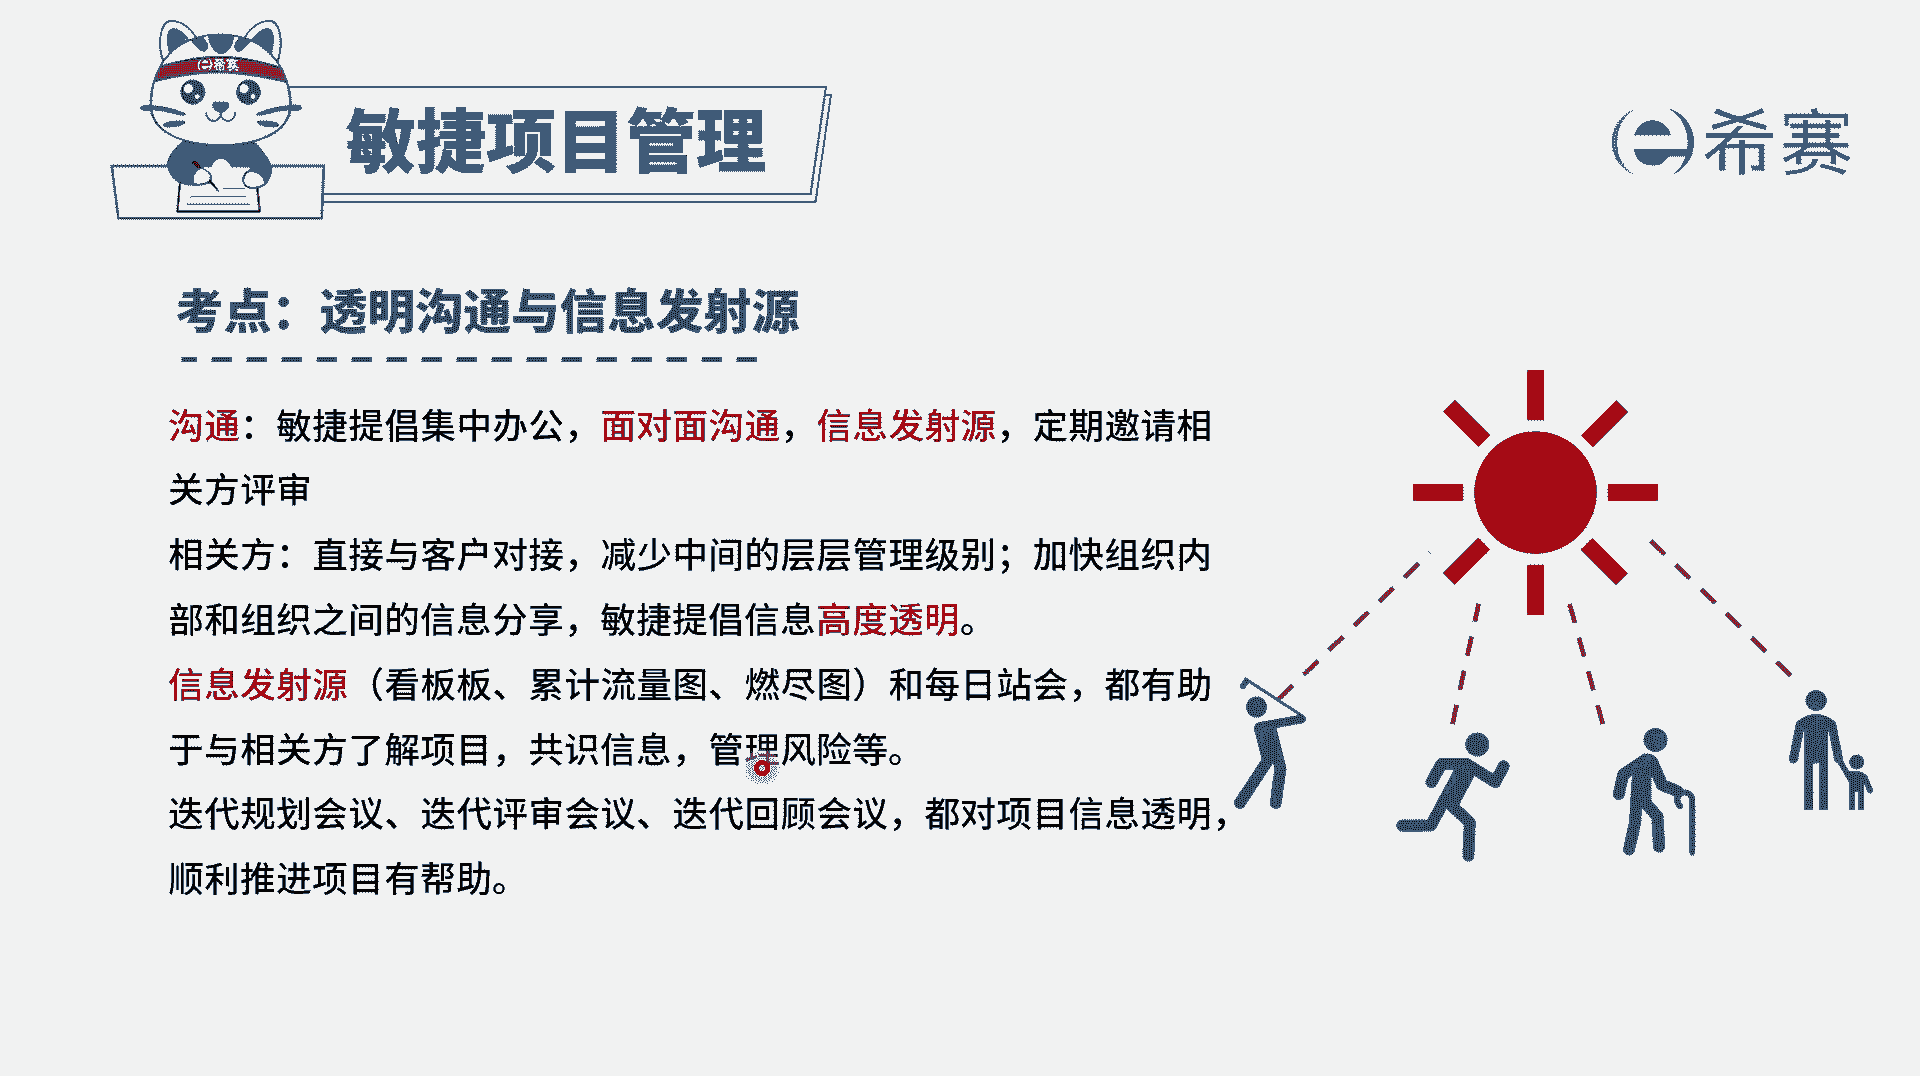 希赛
敏捷项目管理
希赛
考点：透明沟通与信息发射源
沟通：敏捷提倡集中办公，面对面沟通，信息发射源，定期邀请相
关方评审
相关方：直接与客户对接，减少中间的层层管理级别；加快组织内
部和组织之间的信息分享，敏捷提倡信息高度透明。
信息发射源（看板板、累计流量图、燃尽图）和每日站会，都有助
于与相关方了解项目，共识信息，管理风险等。
迭代规划会议、迭代评审会议、迭代回顾会议，都对项目信息透明，
顺利推进项目有帮助。